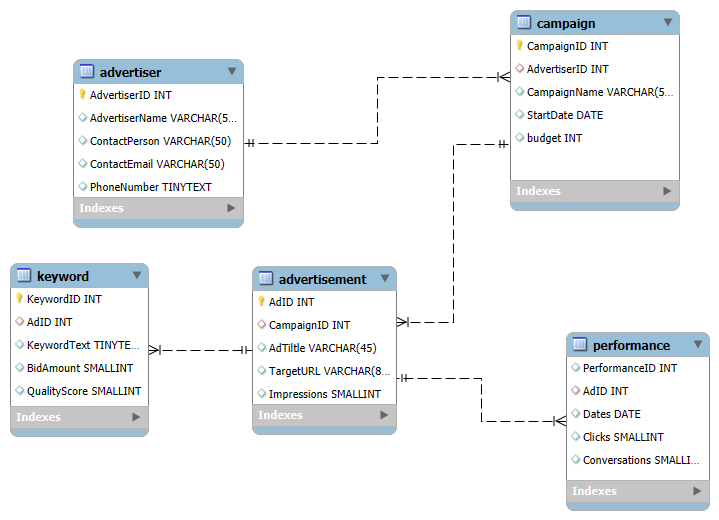 campaign
CampaignID INT
AdvertiserID INT
CampaignName VARCHAR(5...
StartDate DATE
budget INT
Indexes
advertiser
AdvertiserID INT
AdvertiserName VARCHAR(5...
ContactPerson VARCHAR(50)
ContactEmail VARCHAR(50)
PhoneNumber TINYTEXT
Indexes
keyword
KeywordID INT
AdID INT
KeywordText TINYTE...
BidAmount SMALLINT
QualityScore SMALLINT
Indexes
advertisement
AdID INT
CampaignID INT
AdTiltle VARCHAR(45)
TargetURL VARCHAR(8...
Impressions SMALLINT
Indexes
performance
PerformanceID INT
AdID INT
Dates DATE
Clicks SMALLINT
Conversations SMALLI...
Indexes